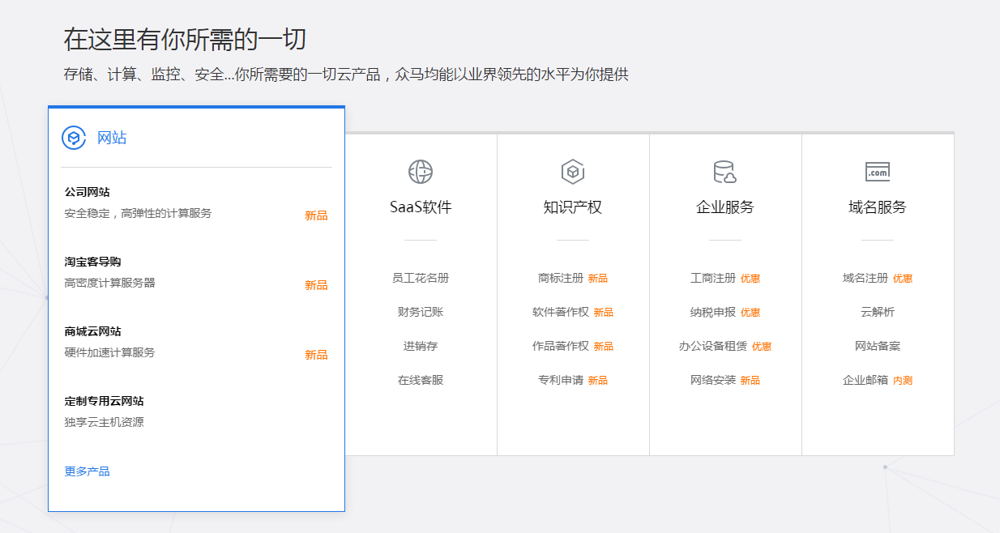 在这里有你所需的一切
存储、计算、监控、安全...你所需要的一切云产品，众马均能以业界领先的水平为你提供
网站
公司网站
安全稳定，高弹性的计算服务 新品
淘宝客导购
高密度计算服务器 新品
商城云网站
硬件加速计算服务 新品
定制专用云网站
独享云主机资源
更多产品
SaaS软件
员工花名册
财务记账
进销存
在线客服
知识产权
商标注册 新品
软件著作权 新品
作品著作权 新品
专利申请 新品
企业服务
工商注册 优惠
纳税申报 优惠
办公设备租赁 优惠
网络安装 新品
.com
域名服务
域名注册 优惠
云解析
网站备案
企业邮箱 内测